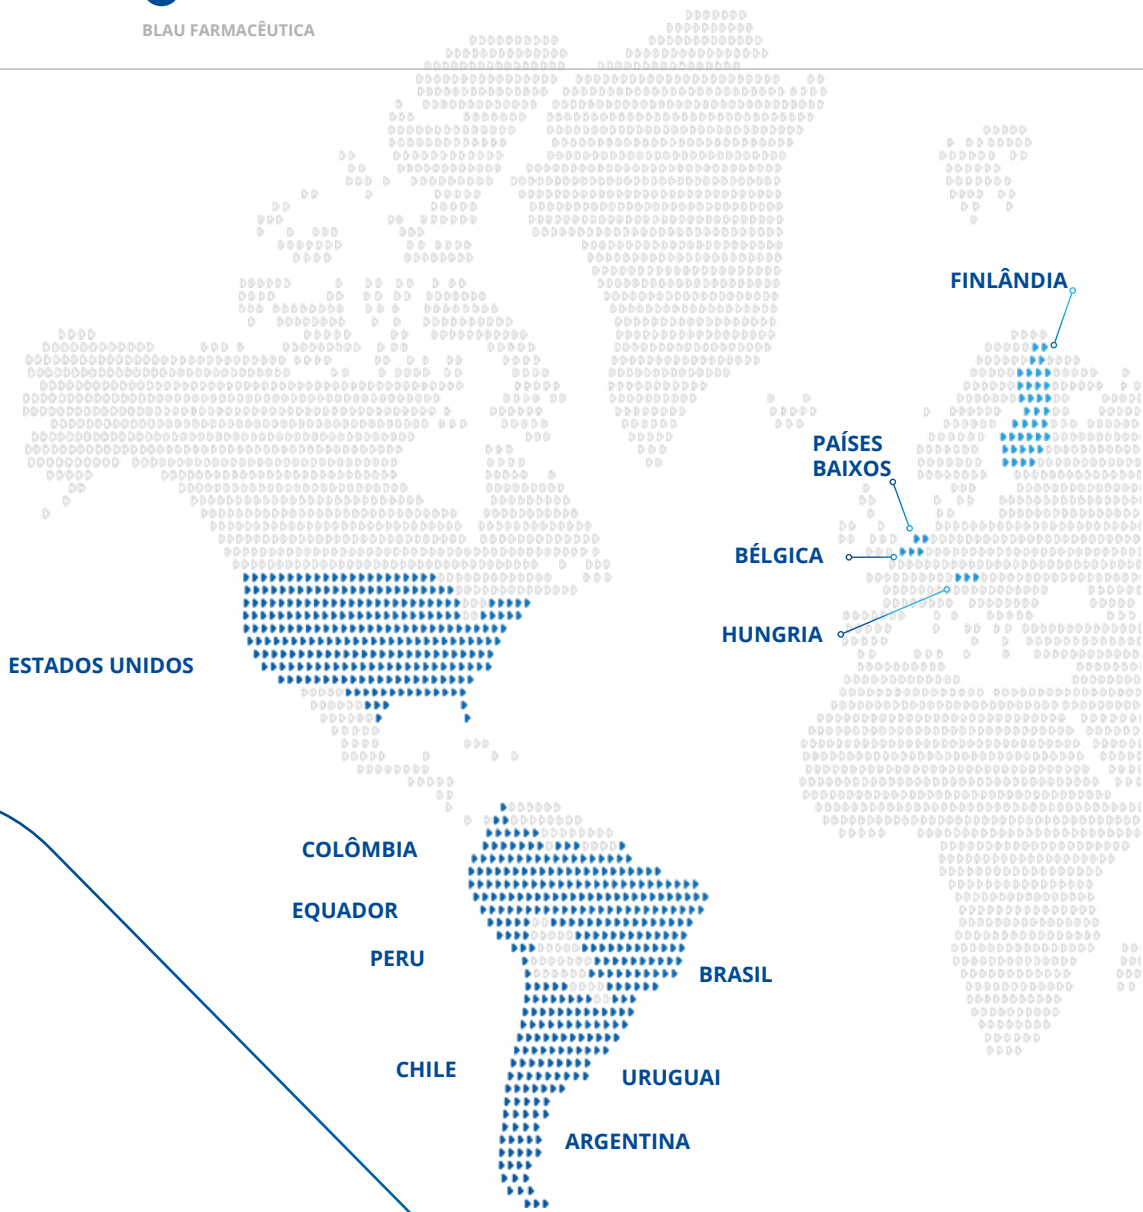 BLAU FARMACÊUTICA
FINLÂNDIA
PAÍSES
BAIXOS
BÉLGICA
HUNGRIA
ESTADOS UNIDOS
COLÔMBIA
EQUADOR
PERU
BRASIL
CHILE
URUGUAI
ARGENTINA